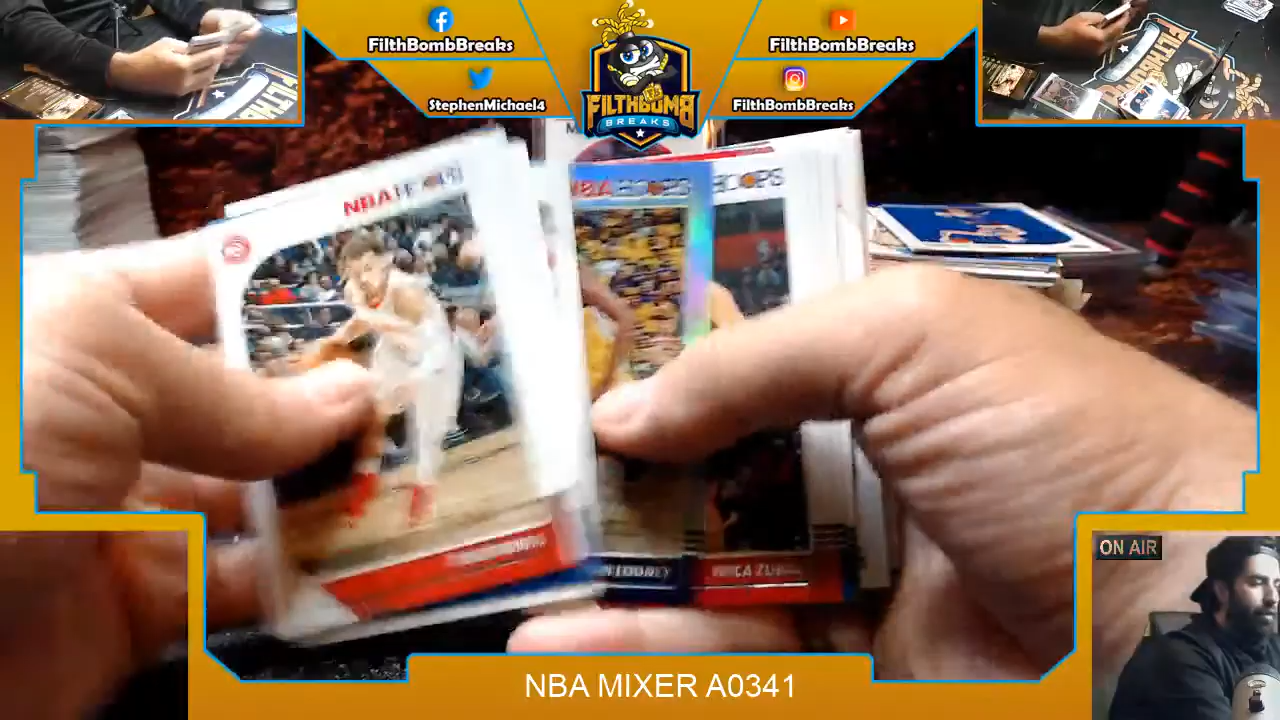 FilthBombBreaks
StephenMichael4
FILTHBOMB
BREAKS
FilthBombBreaks
FilthBombBreaks
NBA HOOPS
NBA HOOPS
HOOPS
ON AIR
NBA MIXER A0341